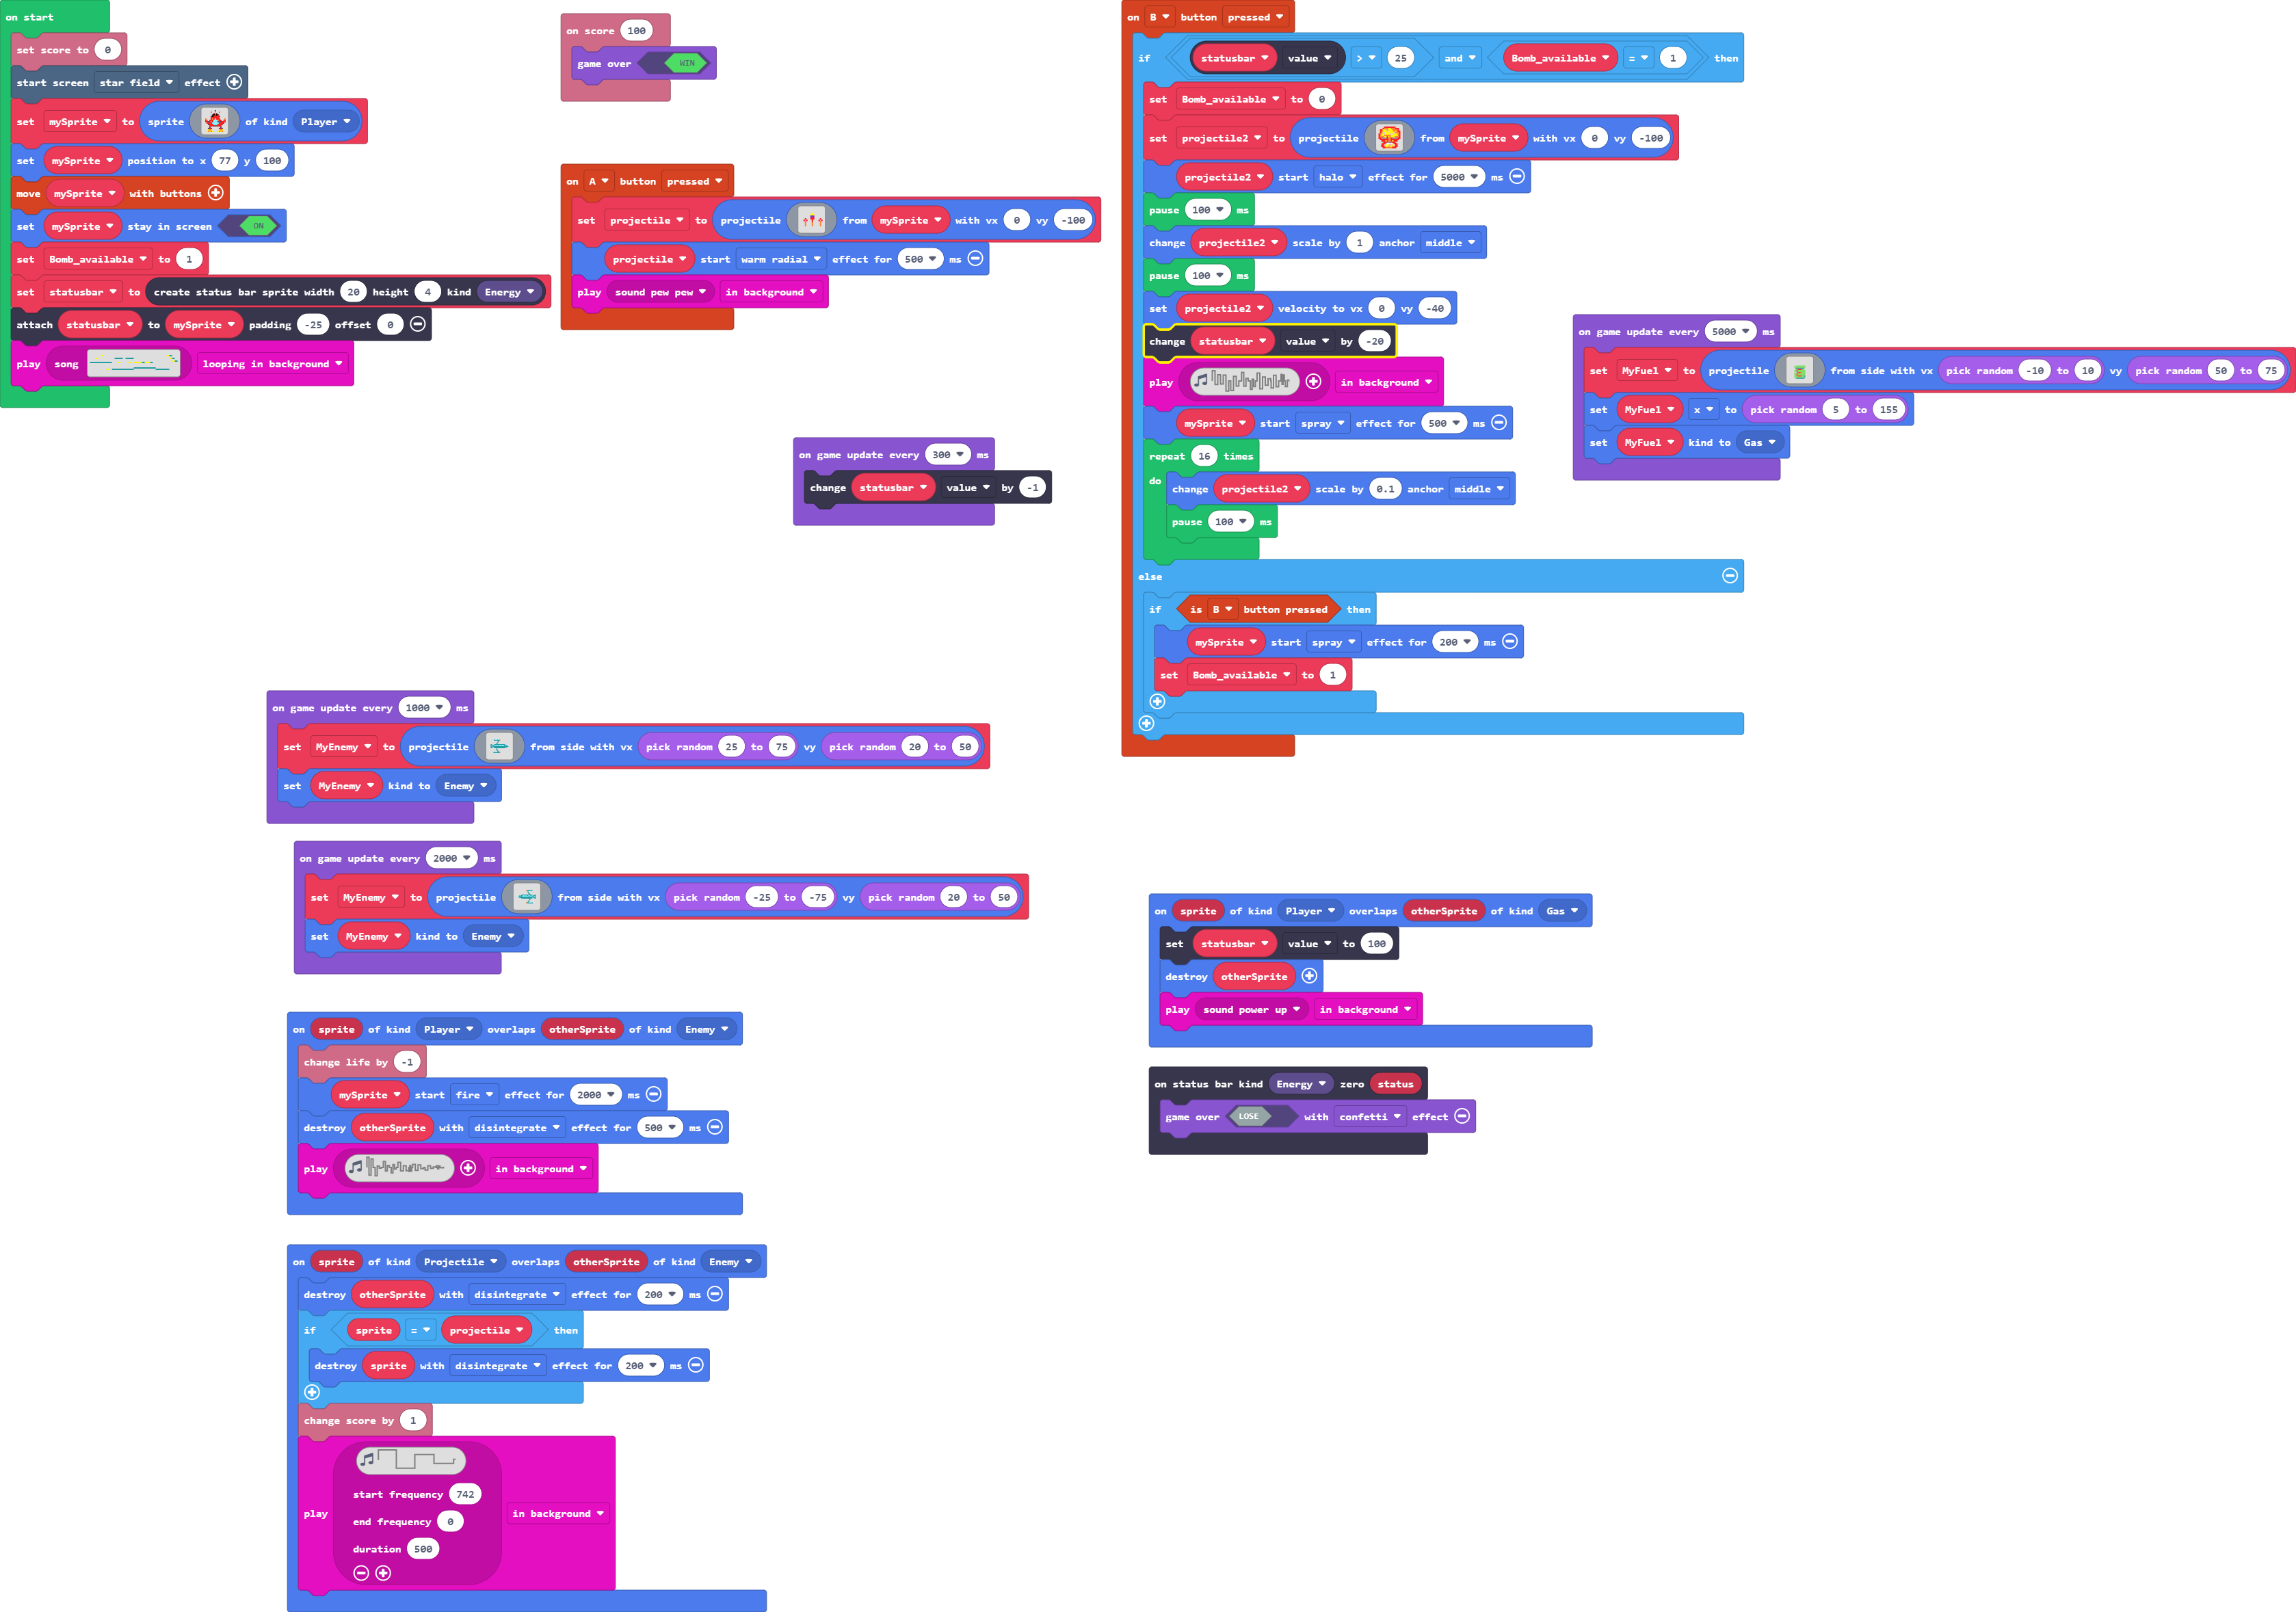 on start
set score to 0
start screen star field effect
set mySprite to sprite of kind Player
set mySprite position to x 77 y 100
move mySprite with buttons
set mySprite stay in screen ON
set Bomb_available to 1
set statusbar to create status bar sprite width 20 height 4 kind Energy
attach statusbar to mySprite padding -25 offset 0
play song looping in background
on score 100
game over WIN
on A button pressed
set projectile to projectile from mySprite with vx 0 vy -100
projectile start warm radial effect for 500 ms
play sound pew pew in background
on game update every 300 ms
change statusbar value by -1
on B button pressed
if statusbar value > 25 and Bomb_available = 1 then
set Bomb_available to 0
set projectile2 to projectile from mySprite with vx 0 vy -100
projectile2 start halo effect for 5000 ms
pause 100 ms
change projectile2 scale by 1 anchor middle
pause 100 ms
set projectile2 velocity to vx 0 vy -40
change statusbar value by -20
play in background
mySprite start spray effect for 500 ms
repeat 16 times
do change projectile2 scale by 0.1 anchor middle
pause 100 ms
else
if is B button pressed then
mySprite start spray effect for 200 ms
set Bomb_available to 1
on game update every 5000 ms
set MyFuel to projectile from side with vx pick random -10 to 10 vy pick random 50 to 75
set MyFuel x to pick random 5 to 155
set MyFuel kind to Gas
on game update every 1000 ms
set MyEnemy to projectile from side with vx pick random 25 to 75 vy pick random 20 to 50
set MyEnemy kind to Enemy
on game update every 2000 ms
set MyEnemy to projectile from side with vx pick random -25 to -75 vy pick random 20 to 50
set MyEnemy kind to Enemy
on sprite of kind Player overlaps otherSprite of kind Enemy
change life by -1
mySprite start fire effect for 2000 ms
destroy otherSprite with disintegrate effect for 500 ms
play in background
on sprite of kind Projectile overlaps otherSprite of kind Enemy
destroy otherSprite with disintegrate effect for 200 ms
if sprite = projectile then
destroy sprite with disintegrate effect for 200 ms
change score by 1
start frequency 742
end frequency 0
play in background
duration 500
on sprite of kind Player overlaps otherSprite of kind Gas
set statusbar value to 100
destroy otherSprite
play sound power up in background
on status bar kind Energy zero status
game over LOSE with confetti effect